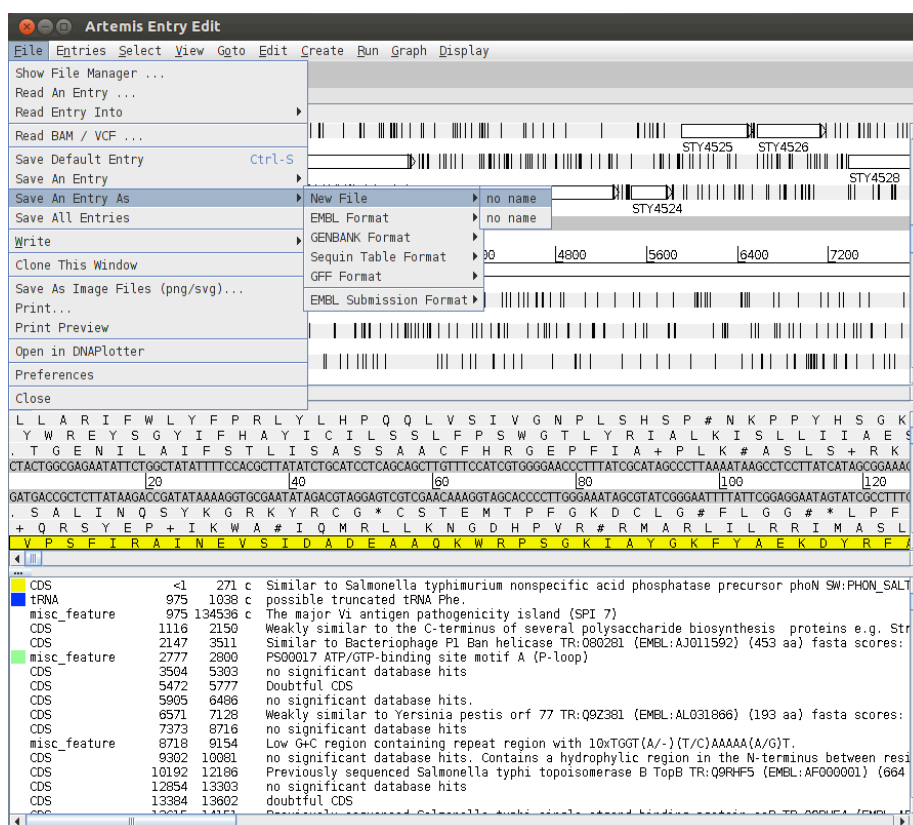 Artemis Entry Edit
File Entries Select View Goto Edit Create Run Graph Display
Show File Manager ...
Read An Entry ...
Read Entry Into
Read BAM / VCF ...
Save Default Entry Ctrl-S
Save An Entry
Save An Entry As
Save All Entries
Write
Clone This Window
Save As Image Files (png/svg)...
Print...
Print Preview
Open in DNAPlotter
Preferences
Close
New File
EMBL Format
GENBANK Format
Sequin Table Format
GFF Format
EMBL Submission Format
no name
no name
STY4525 STY4526
STY4528
STY4524
4800 5600 6400 7200
L L A R I F W L Y F P R L Y L H P Q Q L V S I V G N P L S H S P # N K P P Y H S G K
Y W R E Y S G Y I F H A Y I C I L S S L F P S W G T L Y R I A L K I S L L I I A E S
. T G E N I L A I F S T L I S A S S A C F H R G E P F I A + P L K # A S L S + R K
CTACTGGCGAGAATATTCTGGCTATATTTTCCACGCTTATATCTGCATCCTCAGCAGCTTGTTTCCATCGTGGGGAACCCTTTATCGCATAGCCCTTAAAATAAGCCTCCTTATCATAGCGGAAAG
20 40 60 80 100 120
GATGACCGCTCTTATAAGACCGATATAAAAGGTGCGAATATAGACGTAGGAGTCGTCGAACAAAGGTAGCACCCCTTGGGAAATAGCGTATCGGGAATTTTATTCGGAGGAATAGTATCGCCTTTC
. S A L I N Q S Y K G R K Y R C G * C S T E M T P F G K D C L G # F L G G # * L P F
+ Q R S Y E P + I K W A # I Q M R L L K N G D H P V R # R M A R L I L R R I M A S L
V P S F I R A I N E V S I D A D E A A Q K W R P S G K I A Y G K F Y A E K D Y R F
CDS <1 271 c Similar to Salmonella typhimurium nonspecific acid phosphatase precursor phoN SW:PHON_SALT
tRNA 975 1038 c possible truncated tRNA Phe.
misc_feature 975 134536 c The major Vi antigen pathogenicity island (SPI 7)
CDS 1116 2150 Weakly similar to the C-terminus of several polysaccharide biosynthesis proteins e.g. Str
CDS 2147 3511 Similar to Bacteriophage P1 Ban helicase TR:O80281 (EMBL:AJ011592) (453 aa) fasta scores:
misc_feature 2777 2800 PS00017 ATP/GTP-binding site motif A (P-loop)
CDS 3504 5303 no significant database hits
CDS 5472 5777 Doubtful CDS
CDS 5905 6486 no significant database hits.
CDS 6571 7128 Weakly similar to Yersinia pestis orf 77 TR:Q9Z381 (EMBL:AL031866) (193 aa) fasta scores:
CDS 7373 8716 no significant database hits
misc_feature 8718 9154 Low G+C region containing repeat region with 10xTGGT(A/-)(T/C)AAAAA(A/G)T.
CDS 9302 10081 no significant database hits. Contains a hydrophylic region in the N-terminus between resi
CDS 10192 12186 Previously sequenced Salmonella typhi topoisomerase B TopB TR:Q9RHF5 (EMBL:AF000001) (664
CDS 12854 13303 no significant database hits
CDS 13384 13602 doubtful CDS